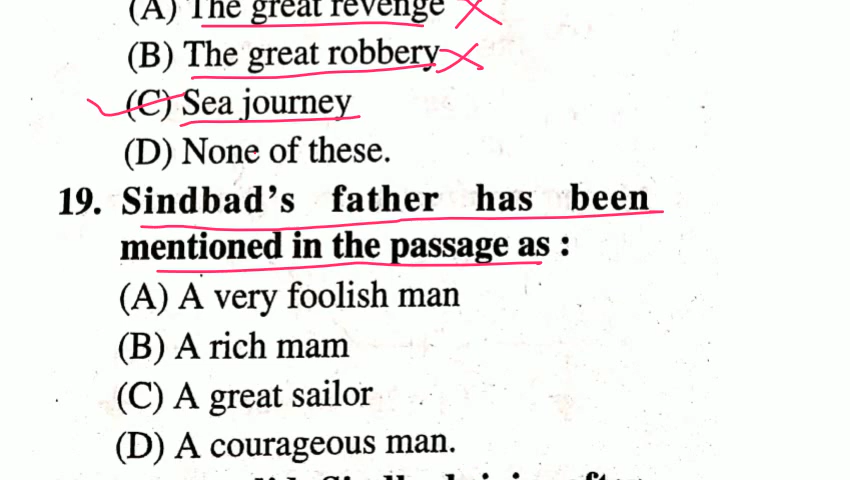 (A) The great revenge
(B) The great robbery
(C) Sea journey
(D) None of these.
19. Sindbad's father has been
mentioned in the passage as :
(A) A very foolish man
(B) A rich mam
(C) A great sailor
(D) A courageous man.